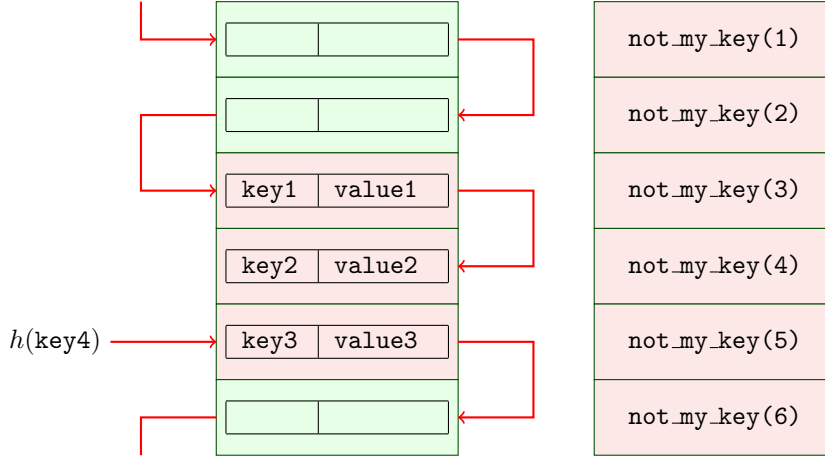 not_my_key(1)
not_my_key(2)
key1 value1 not_my_key(3)
key2 value2 not_my_key(4)
h(key4) key3 value3 not_my_key(5)
not_my_key(6)